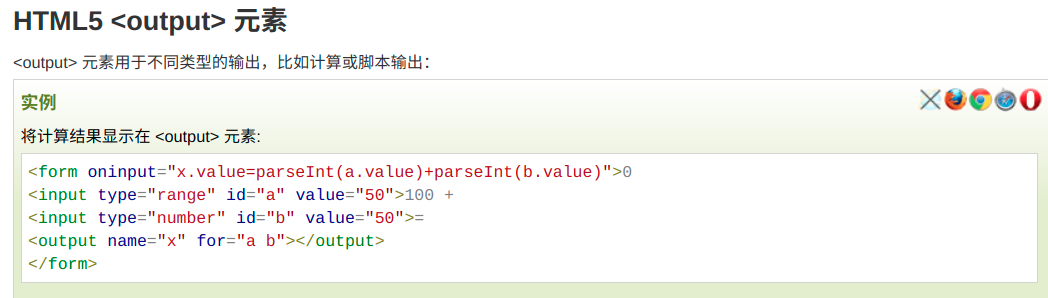 HTML5 <output> 元素
<output> 元素用于不同类型的输出，比如计算或脚本输出：
实例
将计算结果显示在 <output> 元素:
<form oninput="x.value=parseInt(a.value)+parseInt(b.value)">0
<input type="range" id="a" value="50">100 +
<input type="number" id="b" value="50">=
<output name="x" for="a b"></output>
</form>